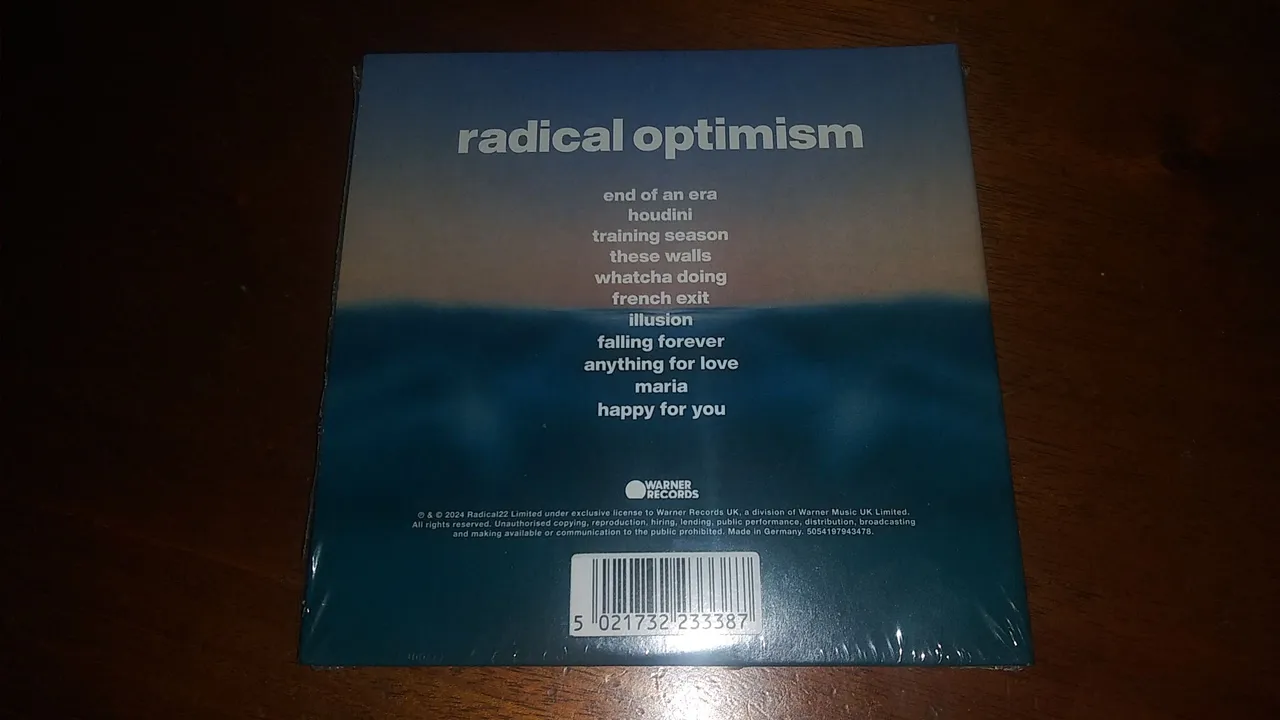 radical optimism
end of an era
houdini
training season
these walls
whatcha doing
french exit
illusion
falling forever
anything for love
maria
happy for you
WARNER
RECORDS
℗ & © 2024 Radical22 Limited under exclusive license to Warner Records UK, a division of Warner Music UK Limited.
All rights reserved. Unauthorised copying, reproduction, hiring, lending, public performance, distribution, broadcasting
and making available or communication to the public prohibited. Made in Germany. 5054197943478.
5 021732 233387